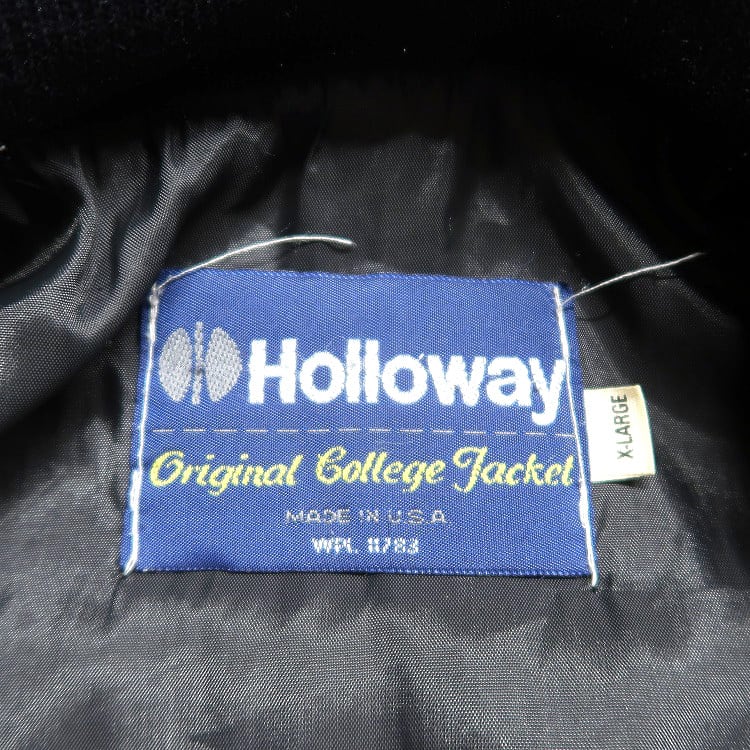 Holloway
Original College Jacket
MADE IN U.S.A
WPL 11783
X-LARGE